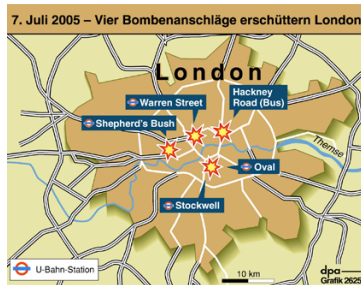 7. Juli 2005 – Vier Bombenanschläge erschüttern London
London
Warren Street
Hackney
Road (Bus)
Shepherd's Bush
Themse
Oval
Stockwell
U-Bahn-Station
10 km
dpa
Grafik 2625